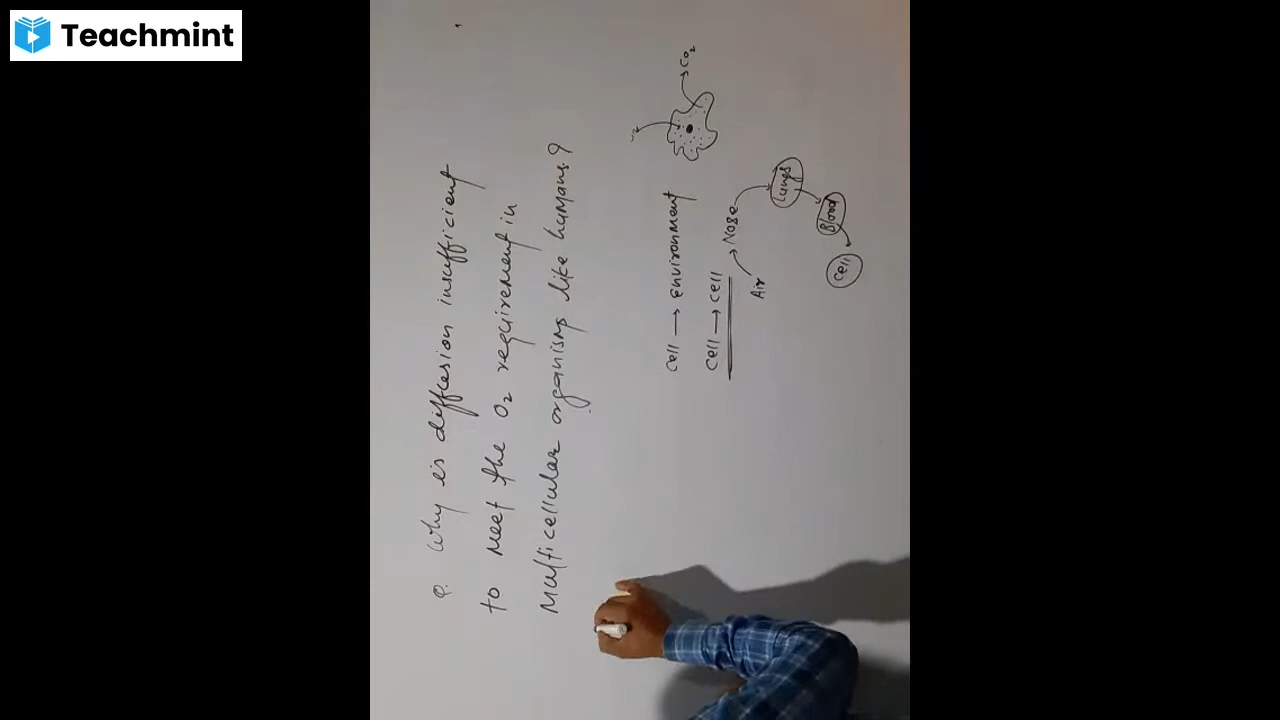 Teachmint
Q. Why is diffusion insufficient
to meet the O₂ requirement in
Multicellular organisms like humans?
CO₂
Cell → Environment
Cell → Cell
Air
Nose
Lungs
Blood
Cell